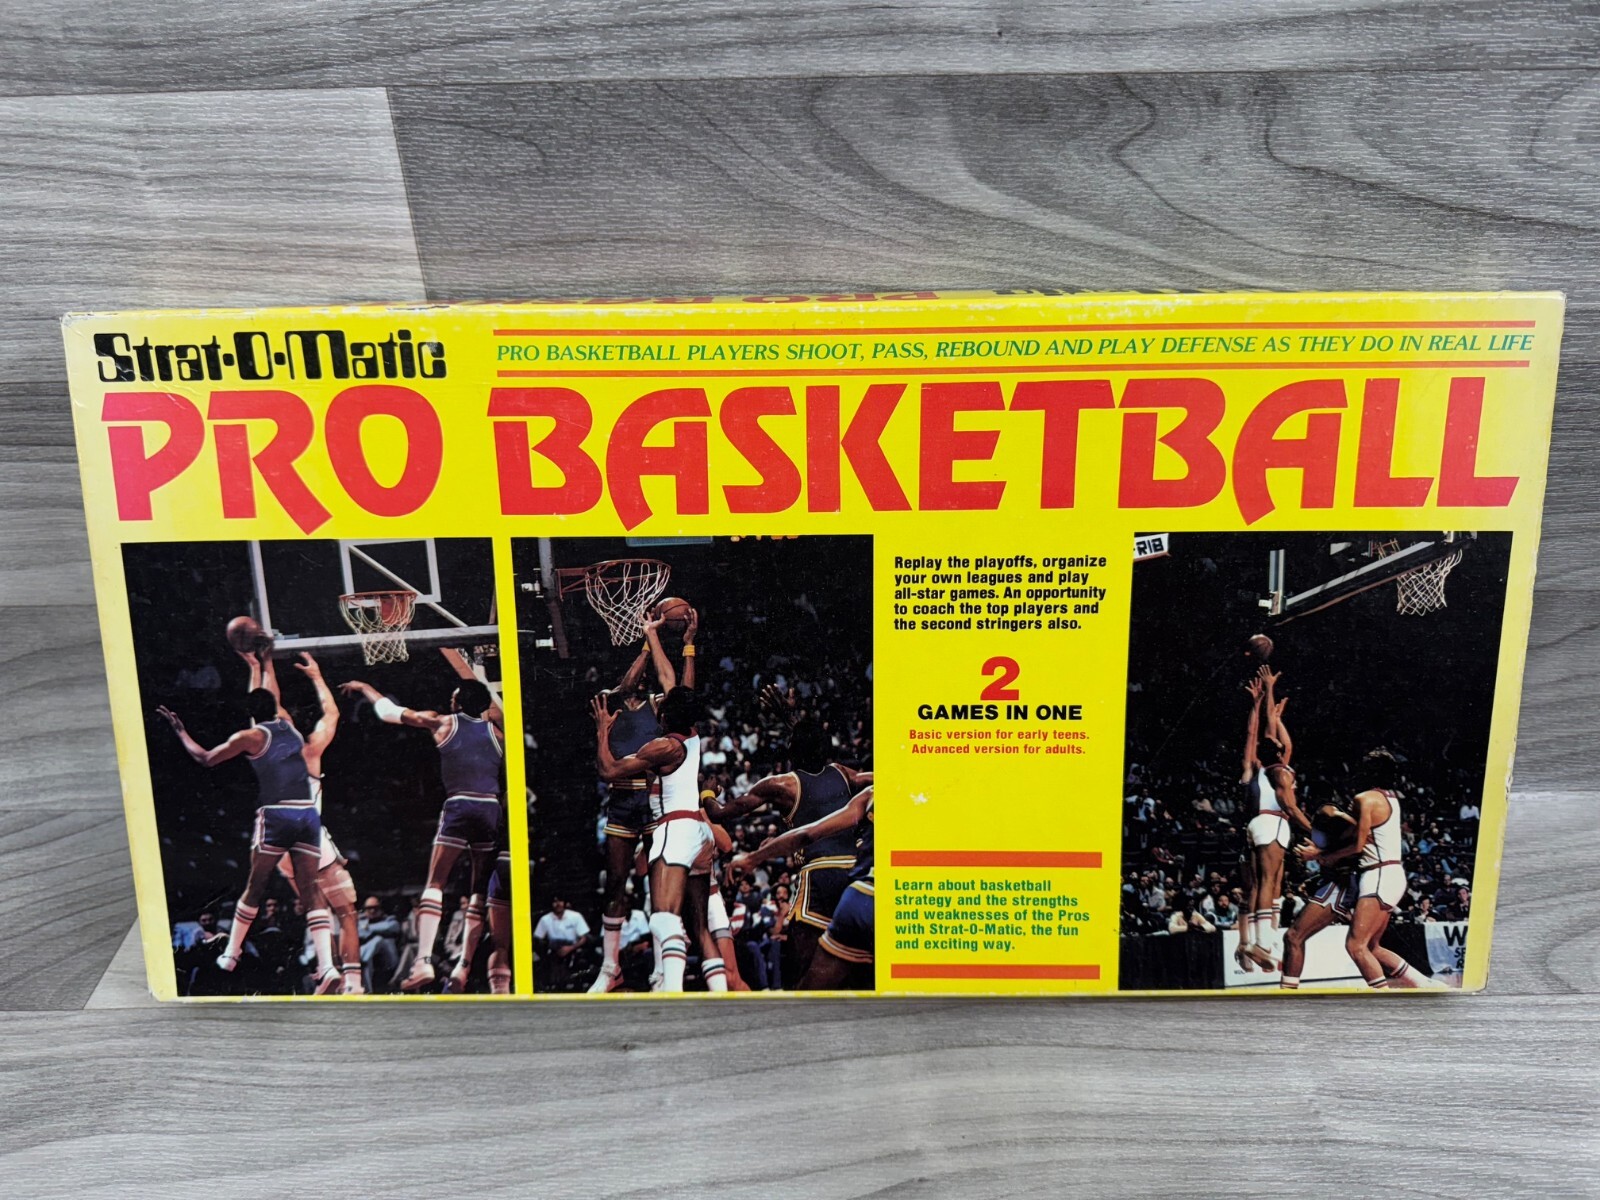 Strat-O-Matic
PRO BASKETBALL PLAYERS SHOOT, PASS, REBOUND AND PLAY DEFENSE AS THEY DO IN REAL LIFE
PRO BASKETBALL
Replay the playoffs, organize
your own leagues and play
all-star games. An opportunity
to coach the top players and
the second stringers also.
2
GAMES IN ONE
Basic version for early teens.
Advanced version for adults.
Learn about basketball
strategy and the strengths
and weaknesses of the Pros
with Strat-O-Matic, the fun
and exciting way.